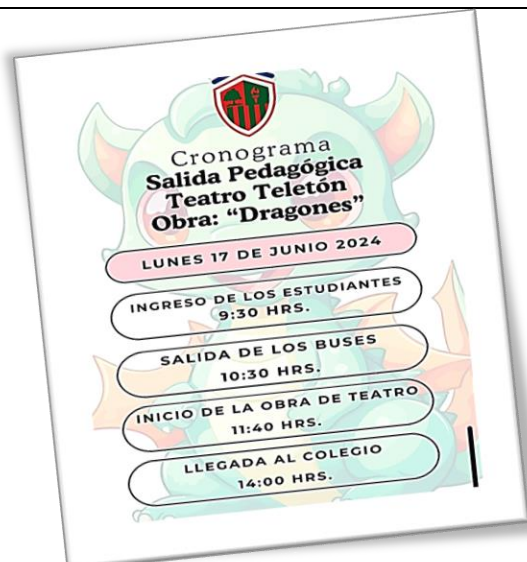 Cronograma
Salida Pedagógica
Teatro Teletón
Obra: “Dragones”
LUNES 17 DE JUNIO 2024
INGRESO DE LOS ESTUDIANTES
9:30 HRS.
SALIDA DE LOS BUSES
10:30 HRS.
INICIO DE LA OBRA DE TEATRO
11:40 HRS.
LLEGADA AL COLEGIO
14:00 HRS.